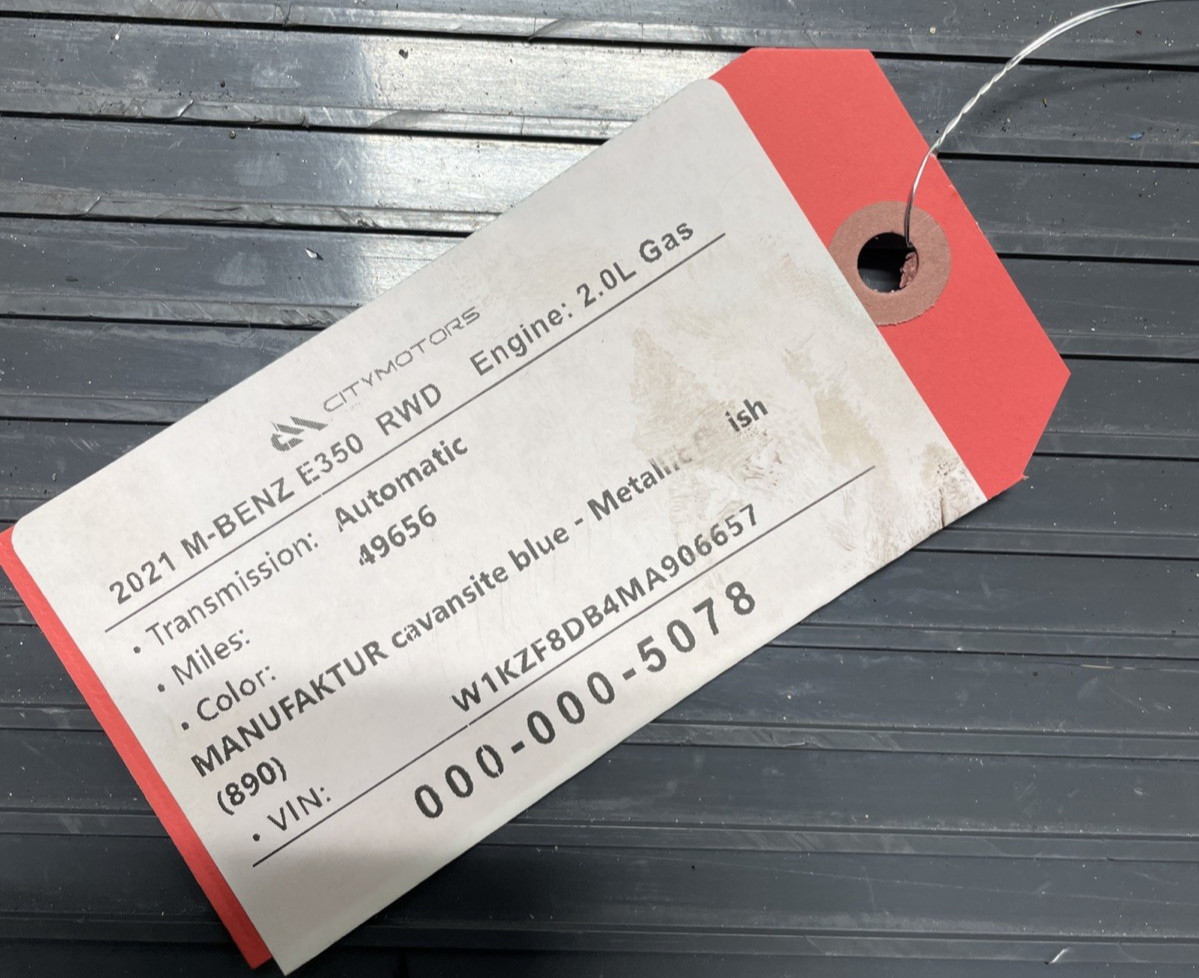 CITYMOTORS
2021 M-BENZ E350 RWD Engine: 2.0L Gas
• Transmission: Automatic
• Miles: 49656
• Color:
MANUFAKTUR cavansite blue - Metallic
(890)
• VIN: W1KZF8DB4MA906657
000-000-5078